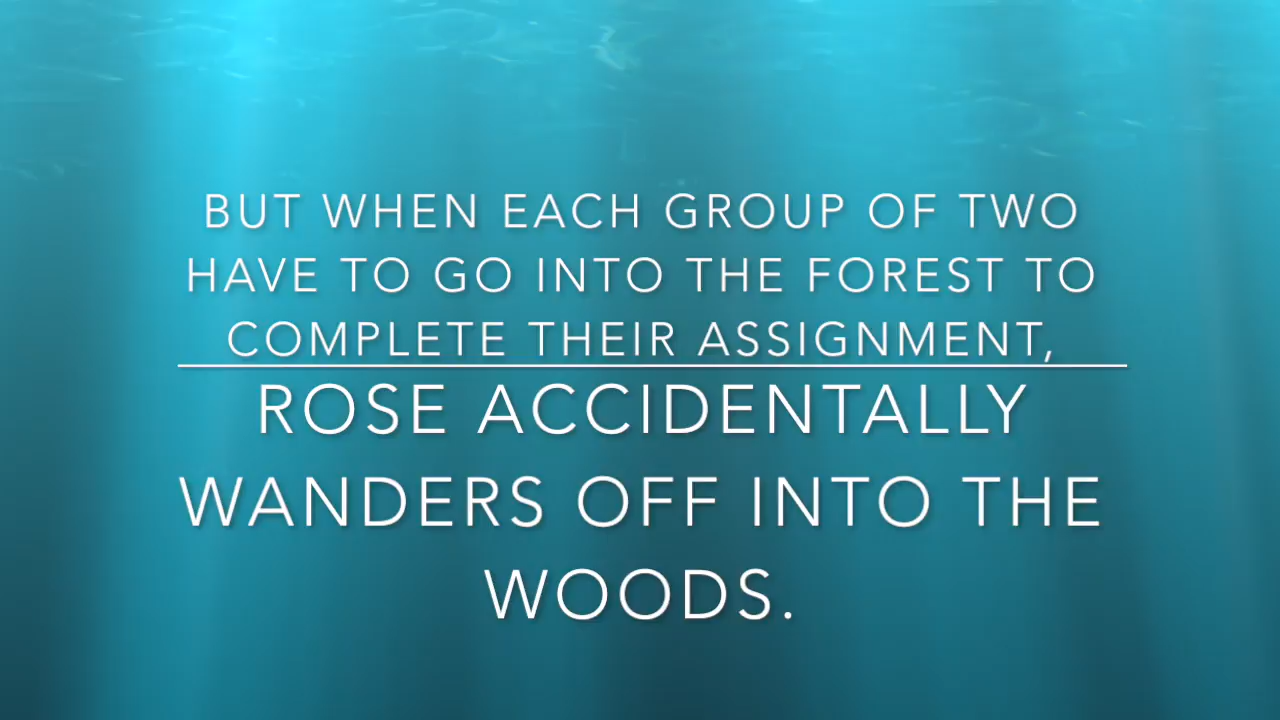 BUT WHEN EACH GROUP OF TWO
HAVE TO GO INTO THE FOREST TO
COMPLETE THEIR ASSIGNMENT,
ROSE ACCIDENTALLY
WANDERS OFF INTO THE
WOODS.